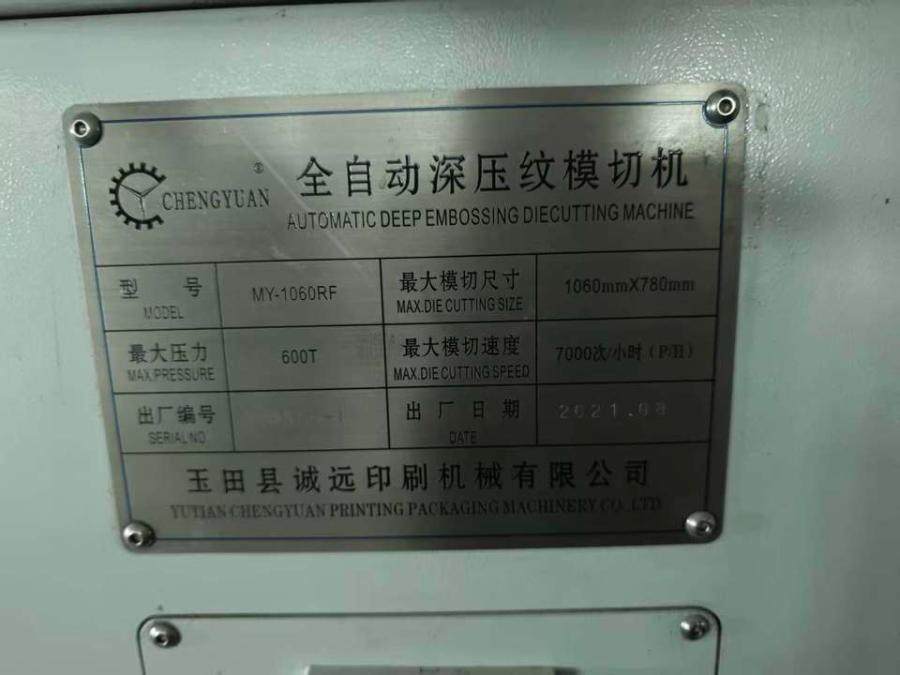 CHENGYUAN ®
全自动深压纹模切机
AUTOMATIC DEEP EMBOSSING DIECUTTING MACHINE
型 号 MY-1060RF 最大模切尺寸 1060mmX780mm
MODEL MAX.DIE CUTTING SIZE
最大压力 600T 最大模切速度 7000次/小时（P/H）
MAX.PRESSURE MAX.DIE CUTTING SPEED
出厂编号 出厂日期 2021.08
SERIAL NO DATE
玉田县诚远印刷机械有限公司
YUTIAN CHENGYUAN PRINTING PACKAGING MACHINERY CO.,LTD